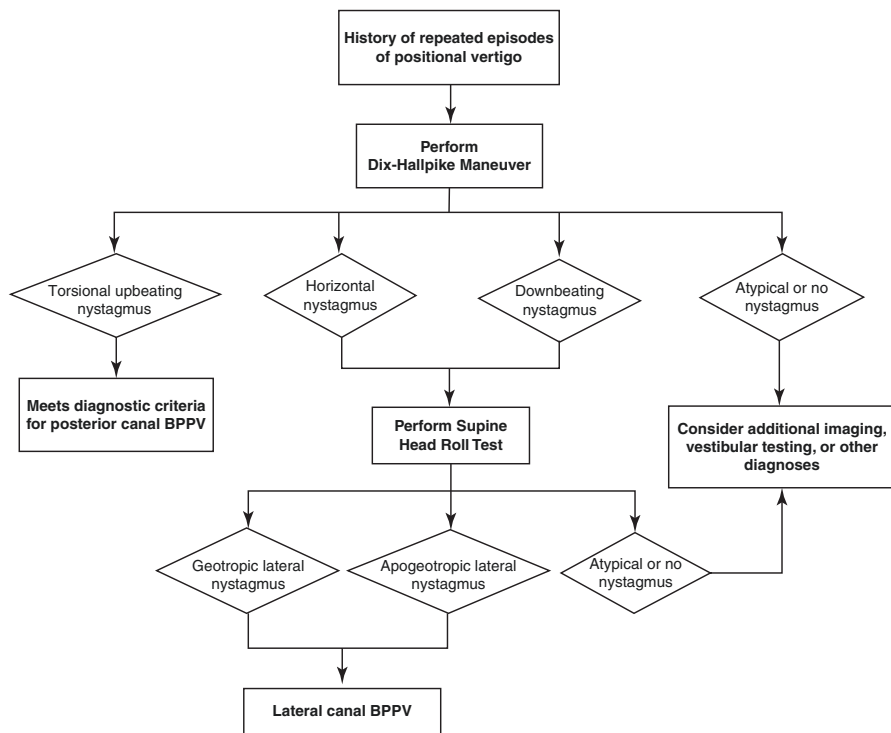 History of repeated episodes
of positional vertigo
Perform
Dix-Hallpike Maneuver
Torsional upbeating
nystagmus
Horizontal
nystagmus
Downbeating
nystagmus
Atypical or no
nystagmus
Meets diagnostic criteria
for posterior canal BPPV
Perform Supine
Head Roll Test
Consider additional imaging,
vestibular testing, or other
diagnoses
Geotropic lateral
nystagmus
Apogeotropic lateral
nystagmus
Atypical or no
nystagmus
Lateral canal BPPV